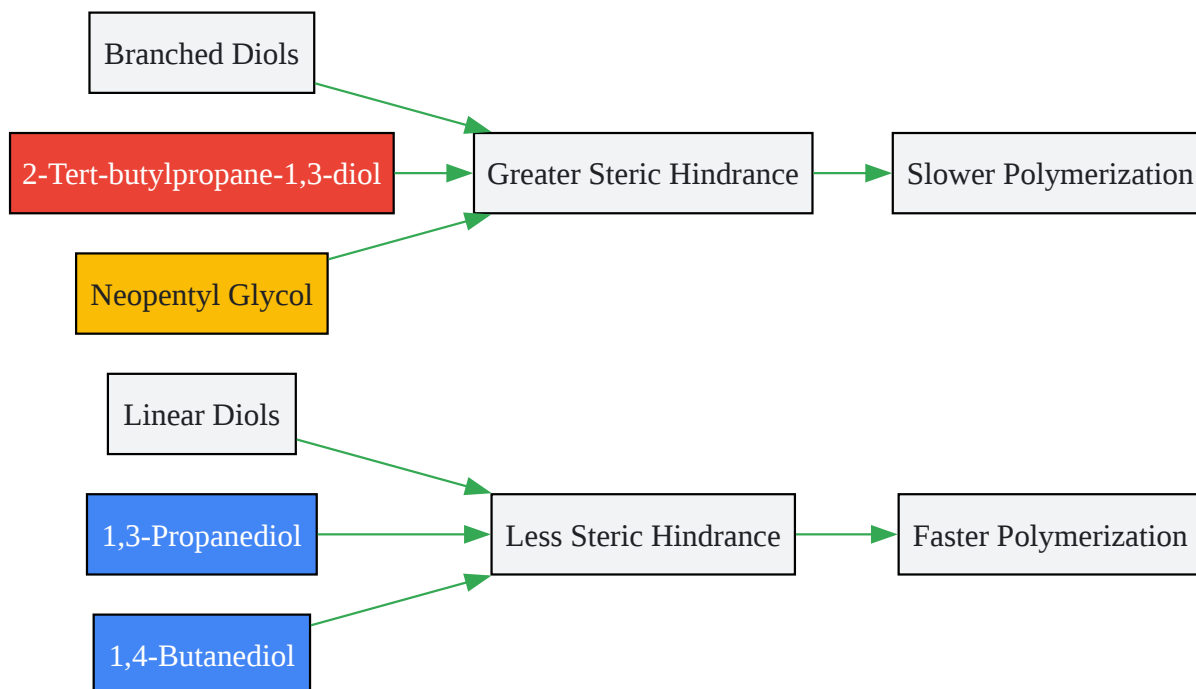 Branched Diols
2-Tert-butylpropane-1,3-diol
Greater Steric Hindrance
Slower Polymerization
Neopentyl Glycol
Linear Diols
1,3-Propanediol
Less Steric Hindrance
Faster Polymerization
1,4-Butanediol